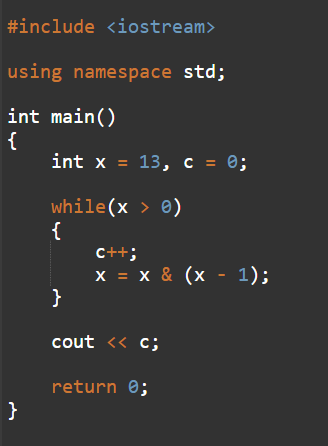 #include <iostream>
using namespace std;
int main()
{
int x = 13, c = 0;
while(x > 0)
{
c++;
x = x & (x - 1);
}
cout << c;
return 0;
}